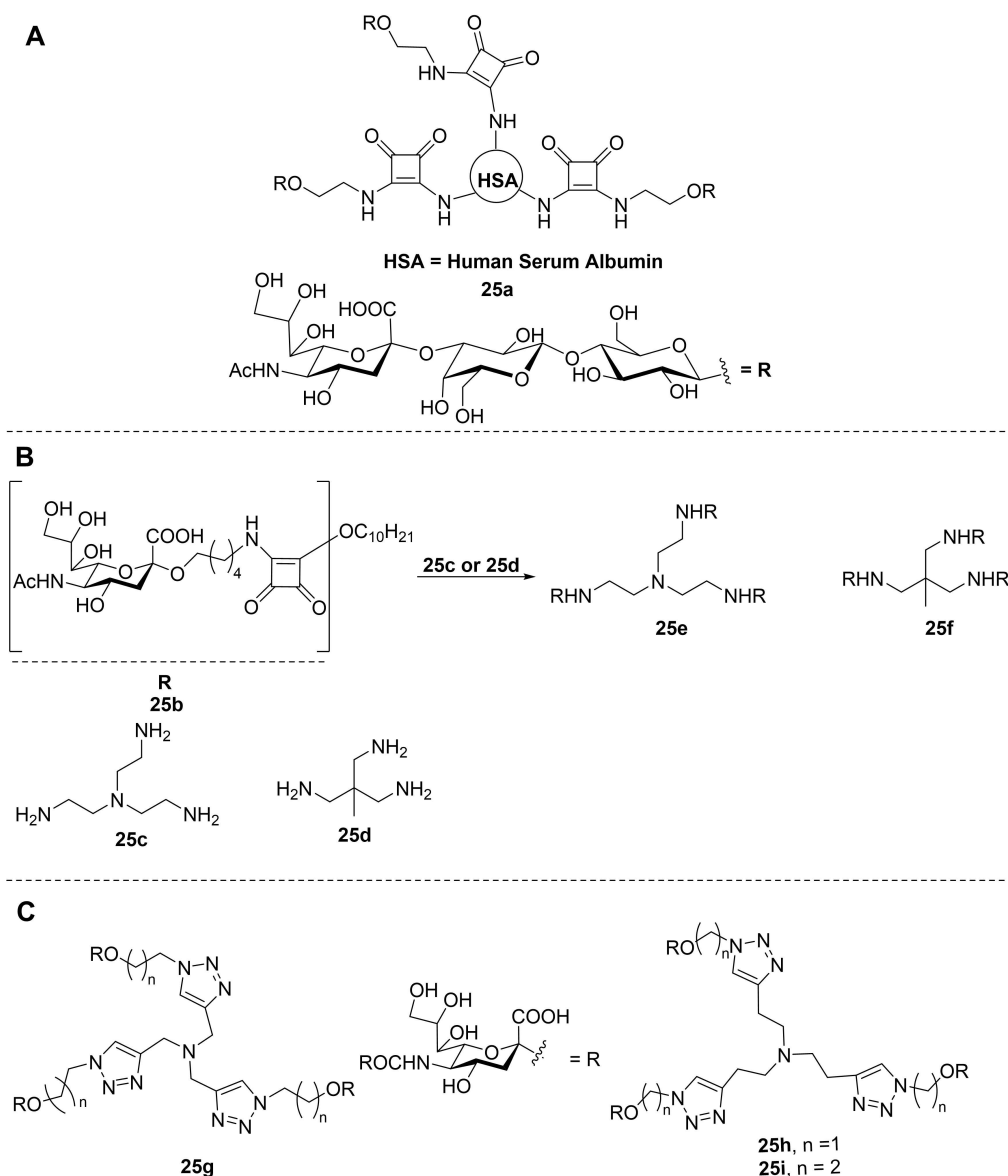 A
RO
O
O
HN
NH
O
O
O
O
RO
N
H
N
H
HSA
N
H
N
H
OR
HSA = Human Serum Albumin
25a
OH
OH
HOOC
OH
OH
O
O
OH
O
O
O
= R
AcHN
HO
HO
HO
OH
HO
OH
B
OH
OH
OH
COOH
H
N
OC10H21
O
AcHN
O
( )4
HO
O
O
25c or 25d
NHR
N
RHN
NHR
25e
NHR
RHN
NHR
25f
R
25b
NH2
N
H2N
NH2
25c
NH2
H2N
NH2
25d
C
RO
( )n
N
N
N
N
RO
( )n
N
N
N
N
N
N
( )n
OR
25g
HO
OH
OH
COOH
O
ROCHN
HO
= R
RO
( )n
N
N
N
N
RO
( )n
N
N
N
N
N
N
( )n
OR
25h, n =1
25i, n = 2